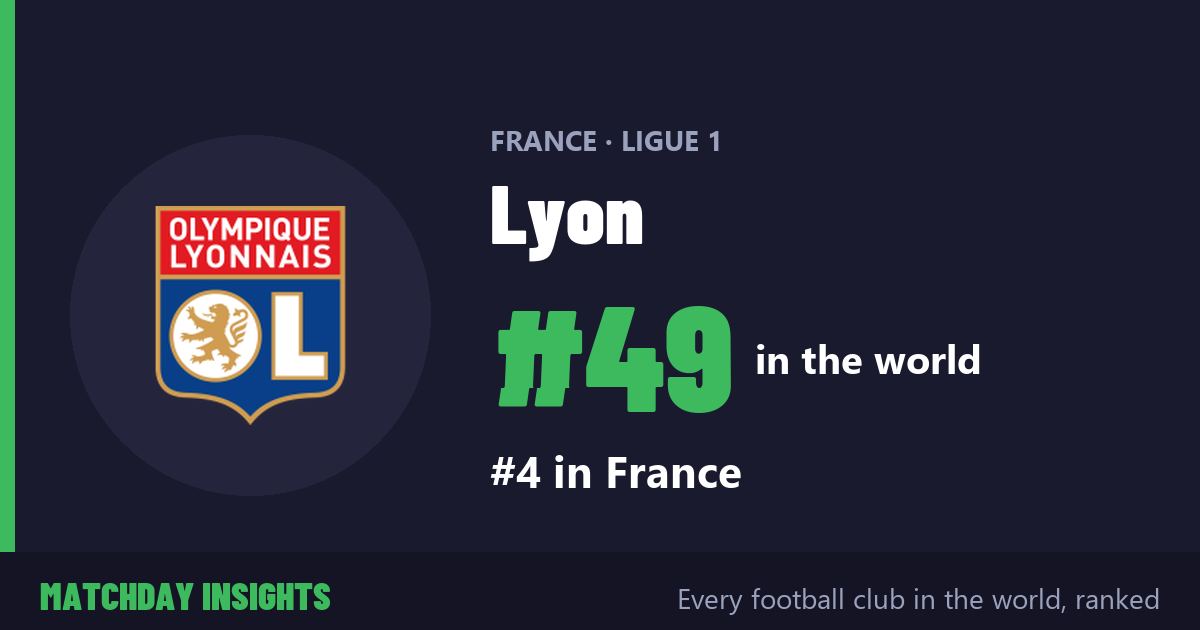 FRANCE · LIGUE 1
Lyon
OLYMPIQUE
LYONNAIS
OL
#49 in the world
#4 in France
MATCHDAY INSIGHTS
Every football club in the world, ranked